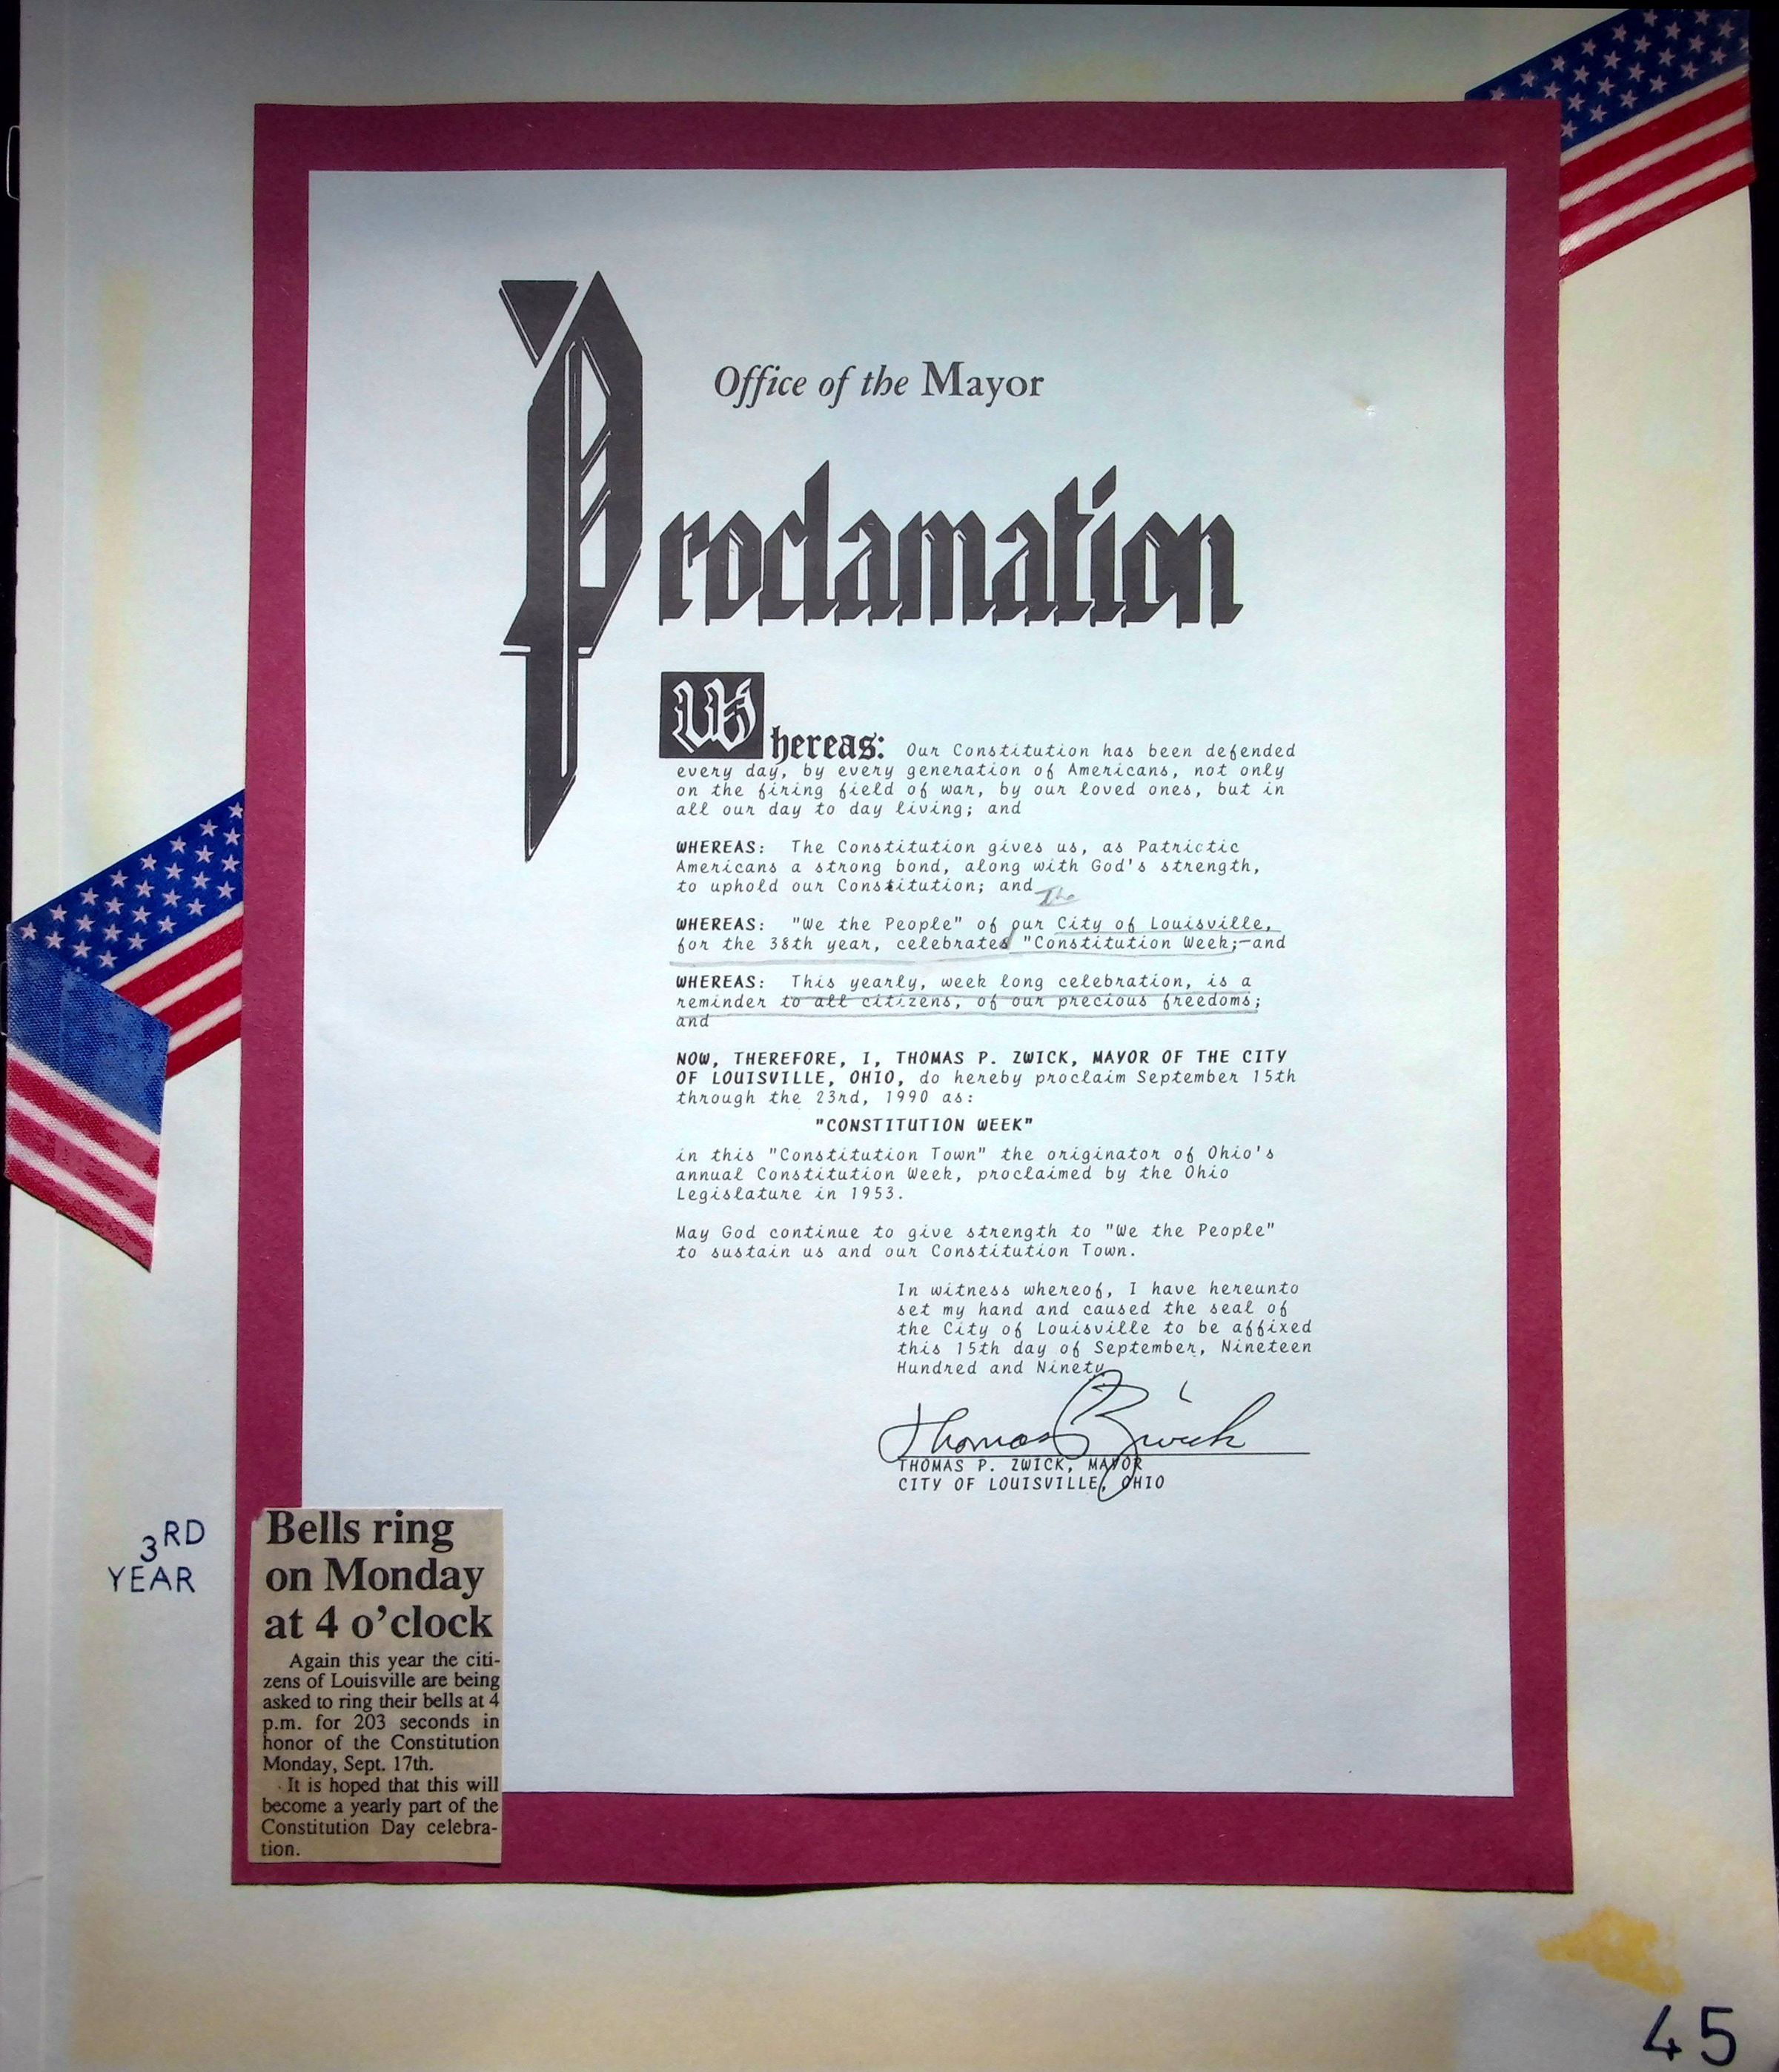 Office of the Mayor
Proclamation
Whereas: Our Constitution has been defended
every day, by every generation of Americans, not only
on the firing field of war, by our loved ones, but in
all our day to day living; and
WHEREAS: The Constitution gives us, as Patrictic
Americans a strong bond, along with God's strength,
to uphold our Constitution; and
The
WHEREAS: "We the People" of our City of Louisville,
for the 38th year, celebrates "Constitution Week;-and
WHEREAS: This yearly, week long celebration, is a
reminder to all citizens, of our precious freedoms;
and
NOW, THEREFORE, I, THOMAS P. ZWICK, MAYOR OF THE CITY
OF LOUISVILLE, OHIO, do hereby proclaim September 15th
through the 23rd, 1990 as:
"CONSTITUTION WEEK"
in this "Constitution Town" the originator of Ohio's
annual Constitution Week, proclaimed by the Ohio
Legislature in 1953.
May God continue to give strength to "We the People"
to sustain us and our Constitution Town.
In witness whereof, I have hereunto
set my hand and caused the seal of
the City of Louisville to be affixed
this 15th day of September, Nineteen
Hundred and Ninety
Thomas P Zwick
THOMAS P. ZWICK, MAYOR
CITY OF LOUISVILLE, OHIO
3RD
YEAR
Bells ring
on Monday
at 4 o'clock
Again this year the citi-
zens of Louisville are being
asked to ring their bells at 4
p.m. for 203 seconds in
honor of the Constitution
Monday, Sept. 17th.
It is hoped that this will
become a yearly part of the
Constitution Day celebra-
tion.
45